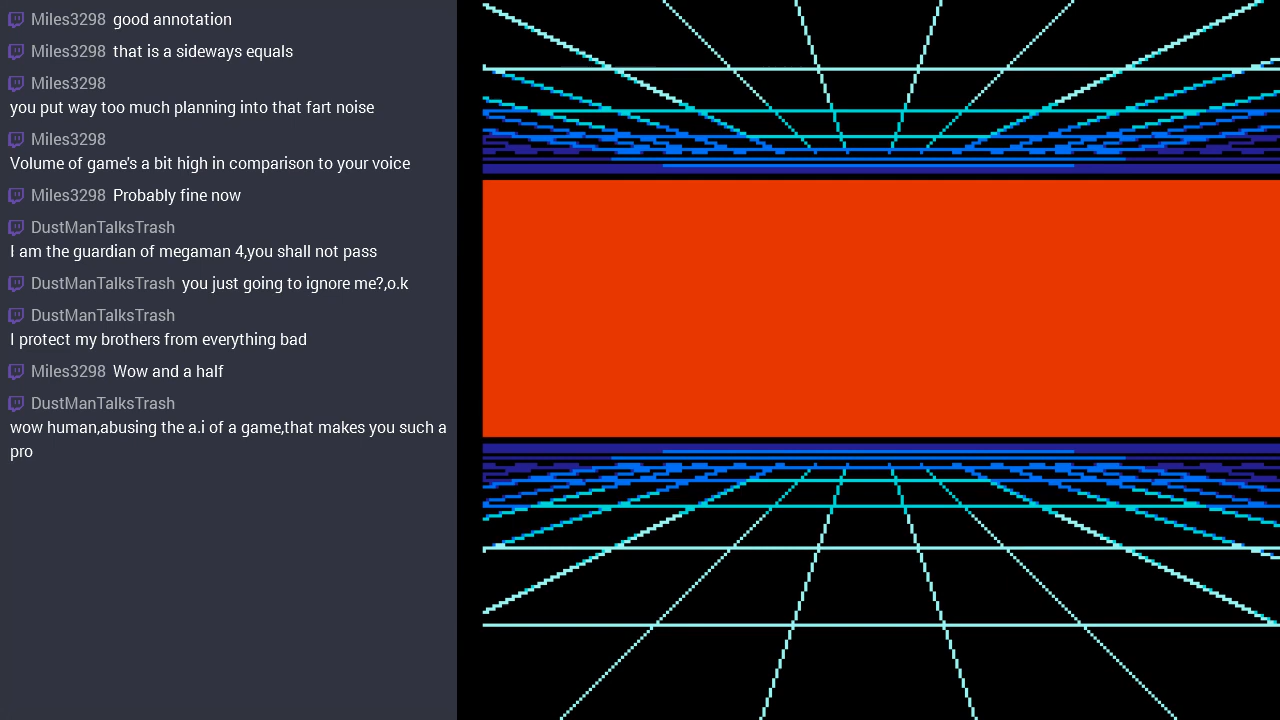 Miles3298 good annotation
Miles3298 that is a sideways equals
Miles3298
you put way too much planning into that fart noise
Miles3298
Volume of game's a bit high in comparison to your voice
Miles3298 Probably fine now
DustManTalksTrash
I am the guardian of megaman 4,you shall not pass
DustManTalksTrash you just going to ignore me?,o.k
DustManTalksTrash
I protect my brothers from everything bad
Miles3298 Wow and a half
DustManTalksTrash
wow human,abusing the a.i of a game,that makes you such a
pro